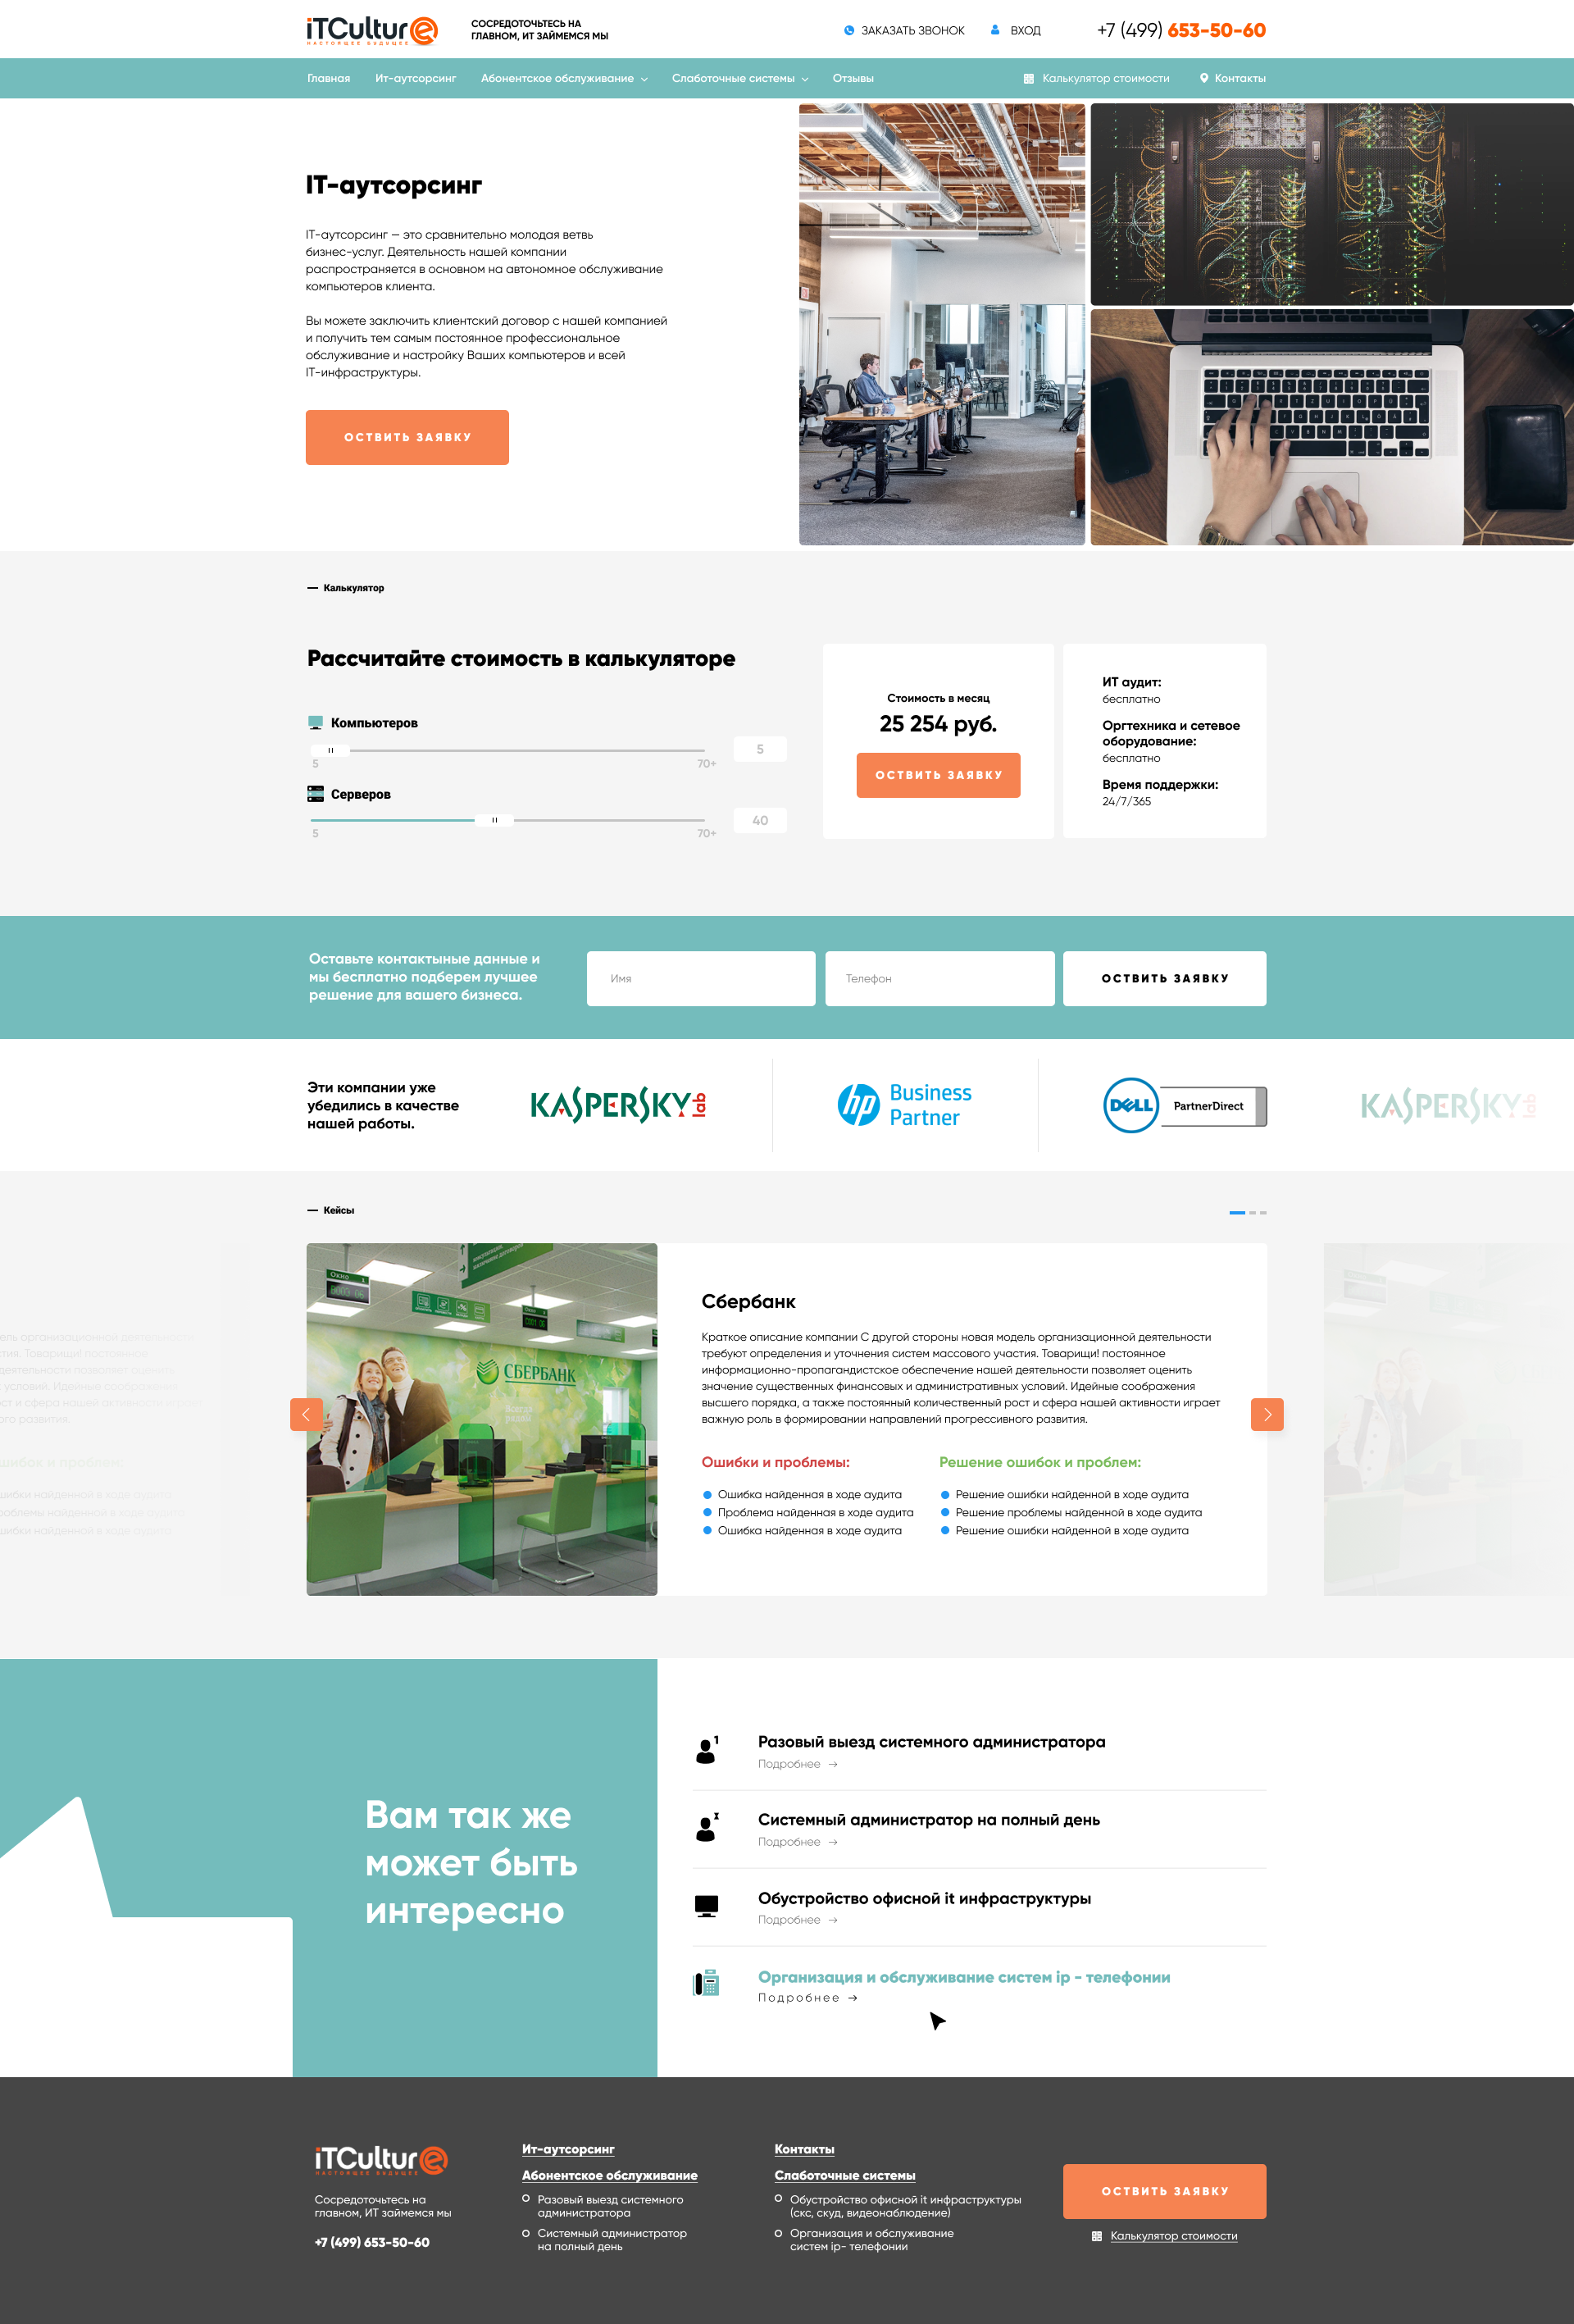 iTCulture
НАСТОЯЩЕЕ БУДУЩЕЕ
СОСРЕДОТОЧЬТЕСЬ НА
ГЛАВНОМ, ИТ ЗАЙМЕМСЯ МЫ
ЗАКАЗАТЬ ЗВОНОК
ВХОД
+7 (499) 653-50-60
Главная
Ит-аутсорсинг
Абонентское обслуживание
Слаботочные системы
Отзывы
Калькулятор стоимости
Контакты
IT-аутсорсинг
IT-аутсорсинг — это сравнительно молодая ветвь
бизнес-услуг. Деятельность нашей компании
распространяется в основном на автономное обслуживание
компьютеров клиента.
Вы можете заключить клиентский договор с нашей компанией
и получить тем самым постоянное профессиональное
обслуживание и настройку Ваших компьютеров и всей
IT-инфраструктуры.
ОСТВИТЬ ЗАЯВКУ
Калькулятор
Рассчитайте стоимость в калькуляторе
Компьютеров
5
5
70+
Серверов
40
5
70+
Стоимость в месяц
25 254 руб.
ОСТВИТЬ ЗАЯВКУ
ИТ аудит:
бесплатно
Оргтехника и сетевое
оборудование:
бесплатно
Время поддержки:
24/7/365
Оставьте контактыные данные и
мы бесплатно подберем лучшее
решение для вашего бизнеса.
Имя
Телефон
ОСТВИТЬ ЗАЯВКУ
Эти компании уже
убедились в качестве
нашей работы.
KASPERSKY lab
hp Business
Partner
DELL PartnerDirect
KASPERSKY lab
Кейсы
Окно
СБЕРБАНК
Всегда
рядом
Сбербанк
Краткое описание компании С другой стороны новая модель организационной деятельности
требуют определения и уточнения систем массового участия. Товарищи! постоянное
информационно-пропагандистское обеспечение нашей деятельности позволяет оценить
значение существенных финансовых и административных условий. Идейные соображения
высшего порядка, а также постоянный количественный рост и сфера нашей активности играет
важную роль в формировании направлений прогрессивного развития.
Ошибки и проблемы:
Ошибка найденная в ходе аудита
Проблема найденная в ходе аудита
Ошибка найденная в ходе аудита
Решение ошибок и проблем:
Решение ошибки найденной в ходе аудита
Решение проблемы найденной в ходе аудита
Решение ошибки найденной в ходе аудита
Вам так же
может быть
интересно
Разовый выезд системного администратора
Подробнее →
Системный администратор на полный день
Подробнее →
Обустройство офисной it инфраструктуры
Подробнее →
Организация и обслуживание систем ip - телефонии
Подробнее →
iTCulture
НАСТОЯЩЕЕ БУДУЩЕЕ
Сосредоточьтесь на
главном, ИТ займемся мы
+7 (499) 653-50-60
Ит-аутсорсинг
Абонентское обслуживание
Разовый выезд системного
администратора
Системный администратор
на полный день
Контакты
Слаботочные системы
Обустройство офисной it инфраструктуры
(скс, скуд, видеонаблюдение)
Организация и обслуживание
систем ip- телефонии
ОСТВИТЬ ЗАЯВКУ
Калькулятор стоимости